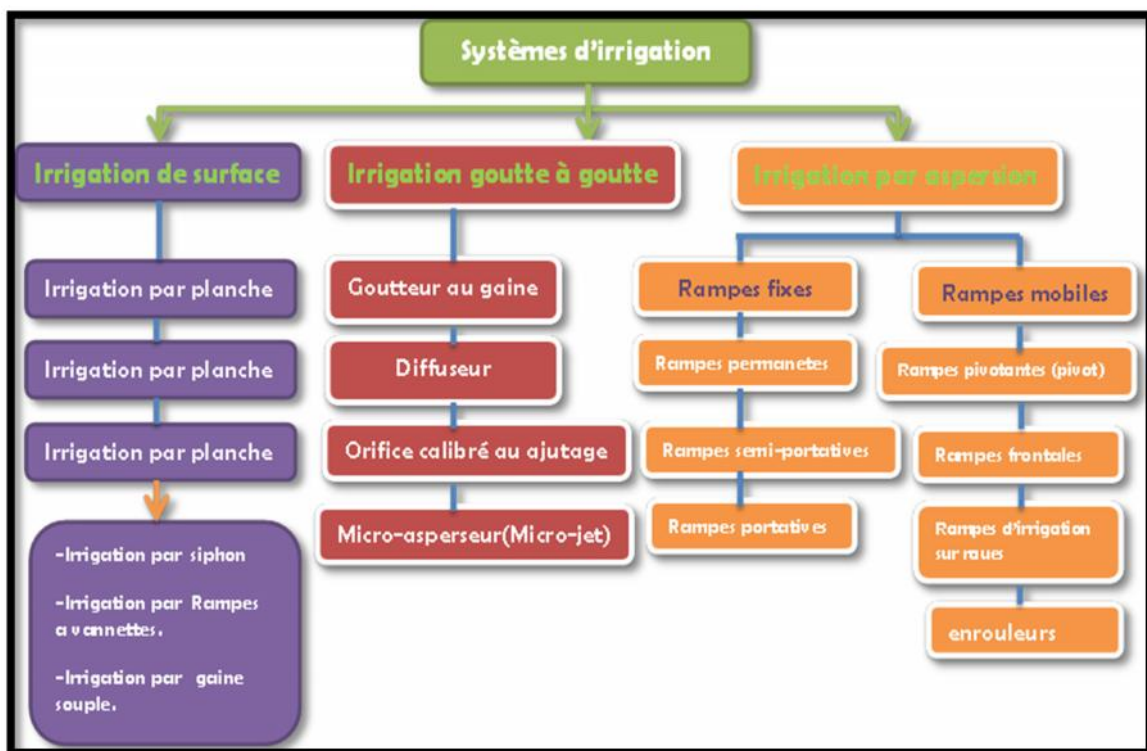 Systèmes d'irrigation
Irrigation de surface
Irrigation par planche
Irrigation par planche
Irrigation par planche
-Irrigation par siphon
-Irrigation par Rampes
a vannettes.
-Irrigation par gaine
souple.
Irrigation goutte à goutte
Goutteur au gaine
Diffuseur
Orifice calibré au ajutage
Micro-asperseur(Micro-jet)
Irrigation par aspersion
Rampes fixes
Rampes permanetes
Rampes semi-portatives
Rampes portatives
Rampes mobiles
Rampes pivotantes (pivot)
Rampes frontales
Rampes d'irrigation
sur raues
enrouleurs